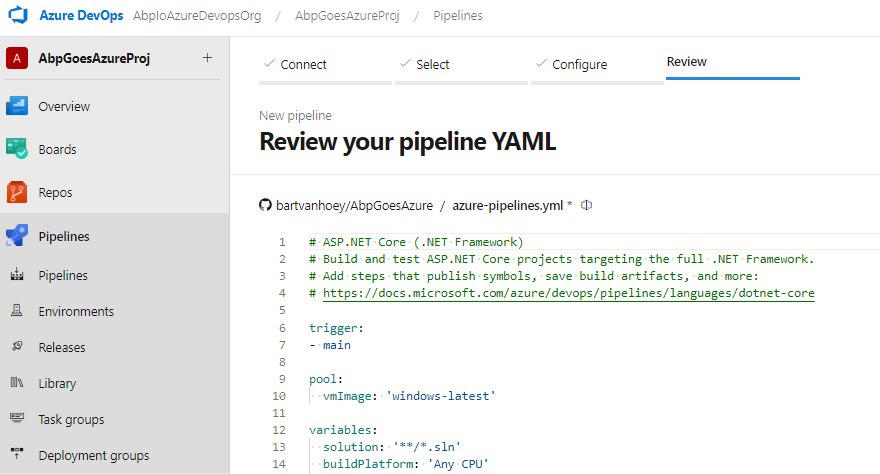 Azure DevOps AbpIoAzureDevopsOrg / AbpGoesAzureProj / Pipelines
A AbpGoesAzureProj +
Overview
Boards
Repos
Pipelines
Pipelines
Environments
Releases
Library
Task groups
Deployment groups
Connect Select Configure Review
New pipeline
Review your pipeline YAML
bartvanhoey/AbpGoesAzure / azure-pipelines.yml *
1 # ASP.NET Core (.NET Framework)
2 # Build and test ASP.NET Core projects targeting the full .NET Framework.
3 # Add steps that publish symbols, save build artifacts, and more:
4 # https://docs.microsoft.com/azure/devops/pipelines/languages/dotnet-core
5
6 trigger:
7 - main
8
9 pool:
10   vmImage: 'windows-latest'
11
12 variables:
13   solution: '**/*.sln'
14   buildPlatform: 'Any CPU'